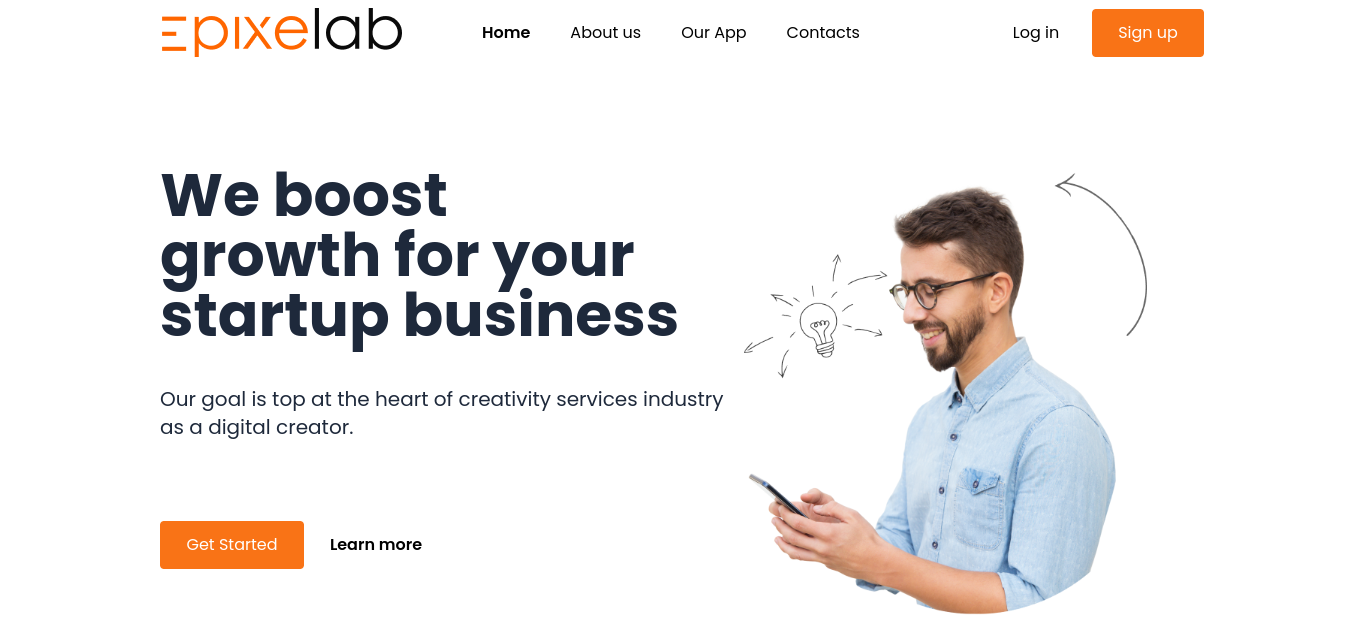 Epixelab
Home About us Our App Contacts Log in Sign up
We boost
growth for your
startup business
Our goal is top at the heart of creativity services industry
as a digital creator.
Get Started Learn more